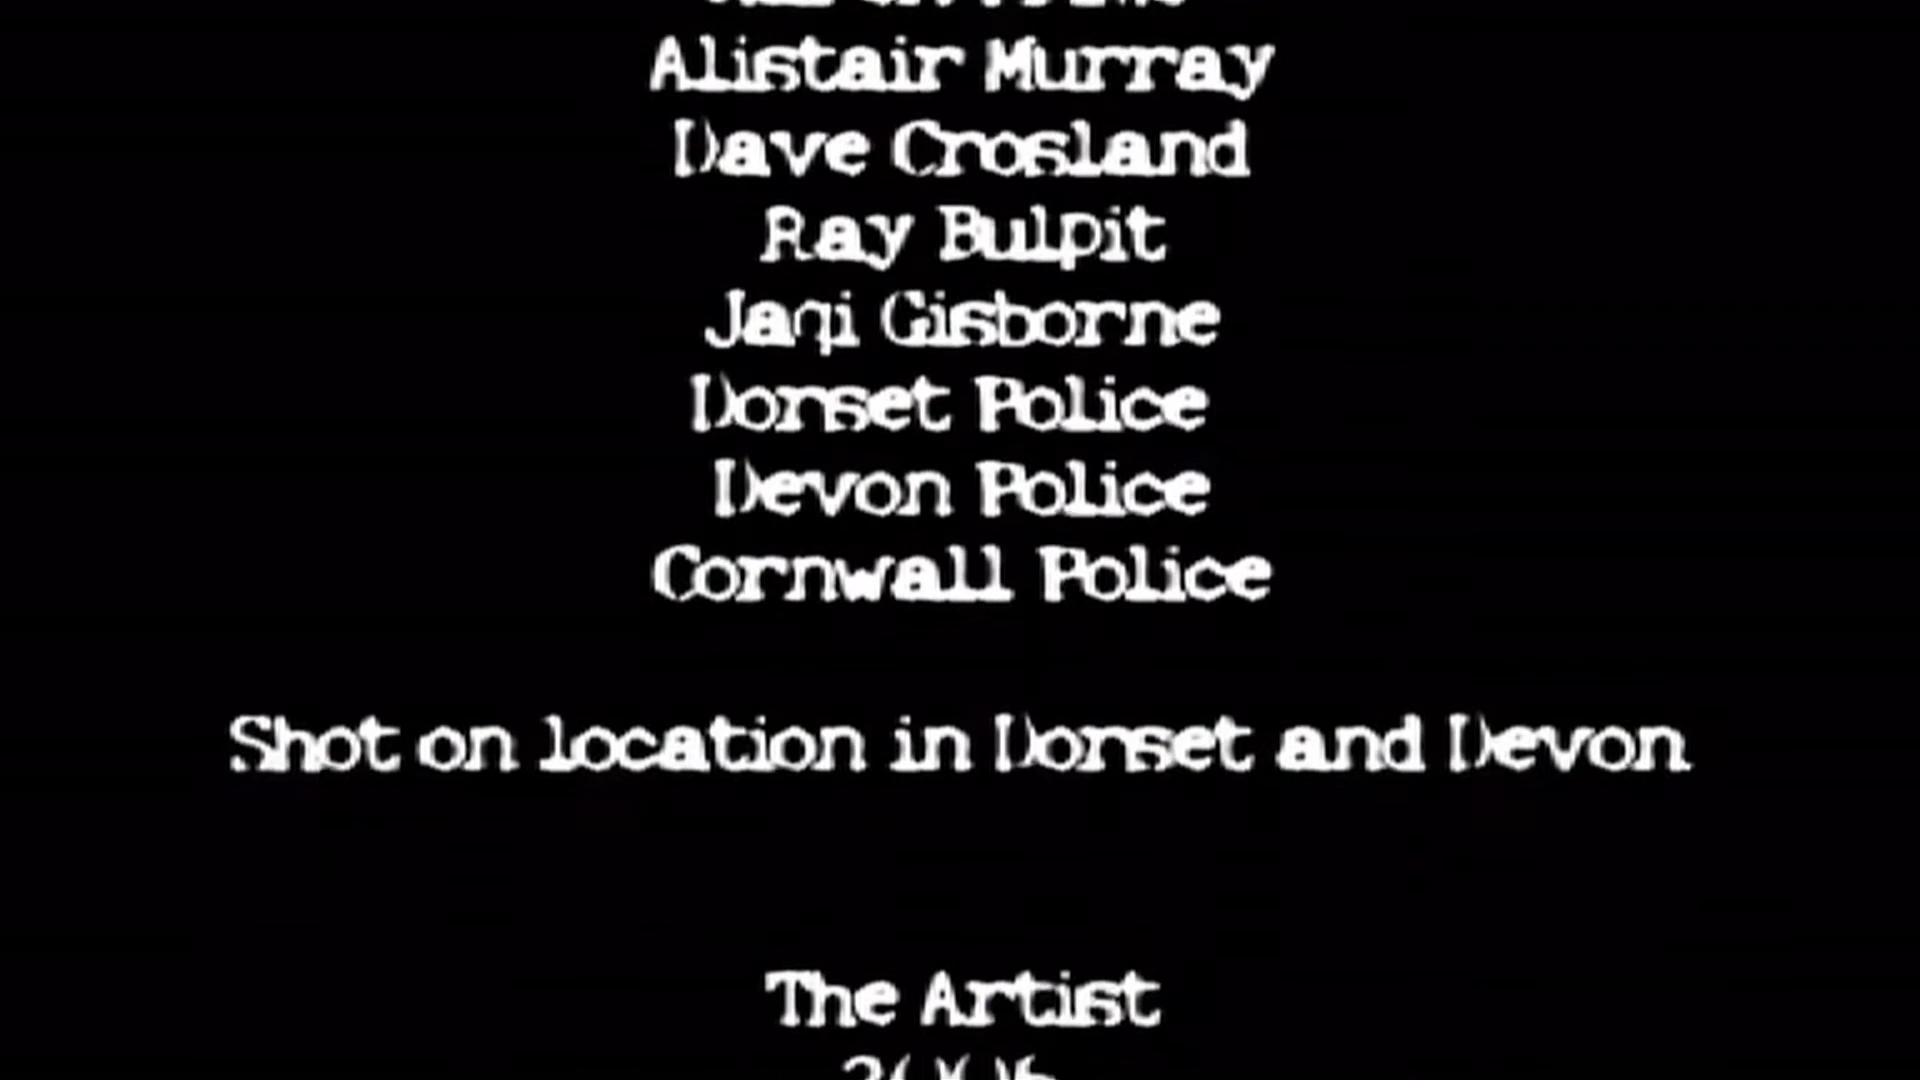 Alistair Murray
Dave Crosland
Ray Bulpit
Jaqi Gisborne
Dorset Police
Devon Police
Cornwall Police
Shot on location in Dorset and Devon
The Artist